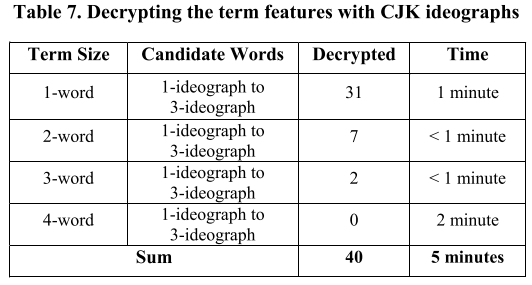 Table 7. Decrypting the term features with CJK ideographs
Term Size Candidate Words Decrypted Time
1-word 1-ideograph to 3-ideograph 31 1 minute
2-word 1-ideograph to 3-ideograph 7 < 1 minute
3-word 1-ideograph to 3-ideograph 2 < 1 minute
4-word 1-ideograph to 3-ideograph 0 2 minute
Sum 40 5 minutes